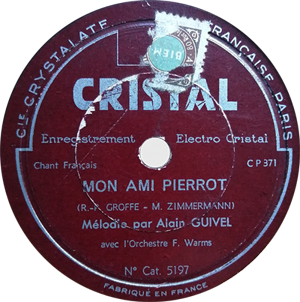 Cie CRYSTALATE FRANÇAISE PARIS
BIEM
CRISTAL
Enregistrement Electro Cristal
Chant Français CP 371
MON AMI PIERROT
(R.-P. GROFFE - M. ZIMMERMANN)
Mélodie par Alain GUIVEL
avec l'Orchestre F. Warms
N° Cat. 5197
FABRIQUÉ EN FRANCE